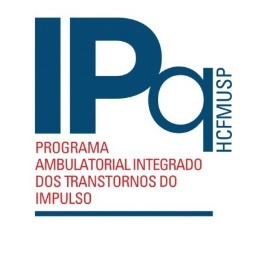 IPq
HCFMUSP
PROGRAMA
AMBULATORIAL INTEGRADO
DOS TRANSTORNOS DO
IMPULSO